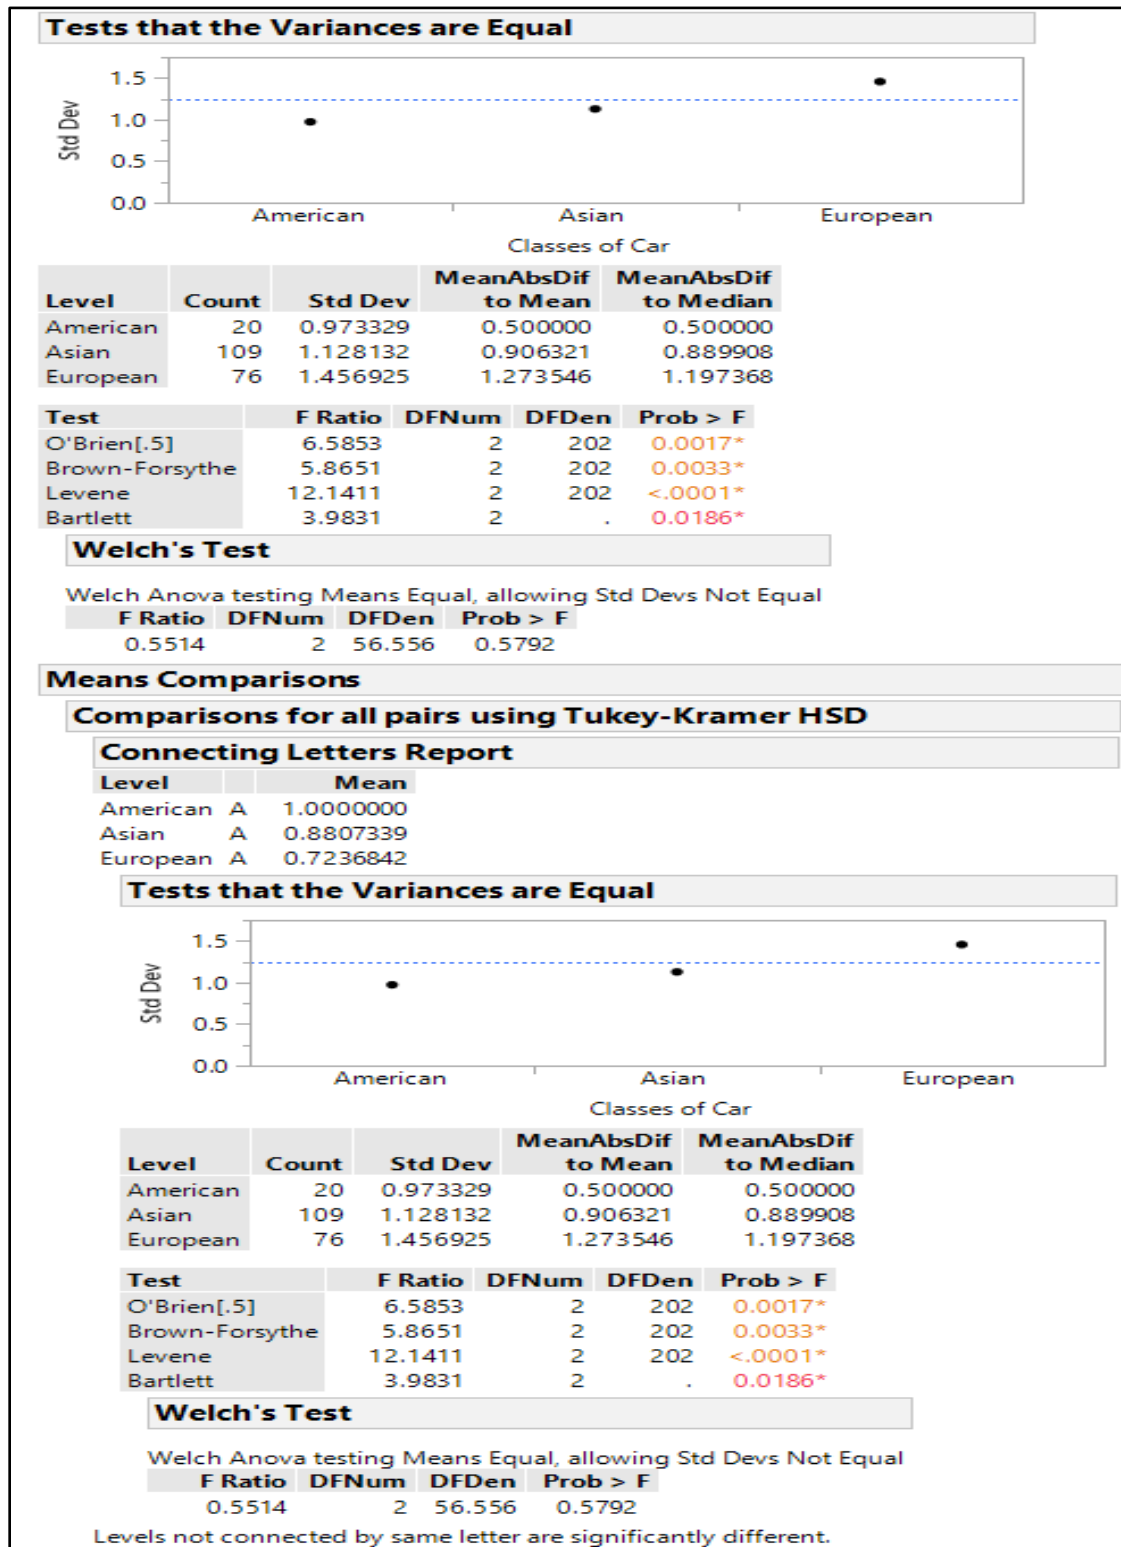 Tests that the Variances are Equal
1.5
1.0
0.5
0.0
Std Dev
American Asian European
Classes of Car
MeanAbsDif MeanAbsDif
Level Count Std Dev to Mean to Median
American 20 0.973329 0.500000 0.500000
Asian 109 1.128132 0.906321 0.889908
European 76 1.456925 1.273546 1.197368
Test F Ratio DFNum DFDen Prob > F
O'Brien[.5] 6.5853 2 202 0.0017*
Brown-Forsythe 5.8651 2 202 0.0033*
Levene 12.1411 2 202 <.0001*
Bartlett 3.9831 2 . 0.0186*
Welch's Test
Welch Anova testing Means Equal, allowing Std Devs Not Equal
F Ratio DFNum DFDen Prob > F
0.5514 2 56.556 0.5792
Means Comparisons
Comparisons for all pairs using Tukey-Kramer HSD
Connecting Letters Report
Level Mean
American A 1.0000000
Asian A 0.8807339
European A 0.7236842
Tests that the Variances are Equal
1.5
1.0
0.5
0.0
Std Dev
American Asian European
Classes of Car
MeanAbsDif MeanAbsDif
Level Count Std Dev to Mean to Median
American 20 0.973329 0.500000 0.500000
Asian 109 1.128132 0.906321 0.889908
European 76 1.456925 1.273546 1.197368
Test F Ratio DFNum DFDen Prob > F
O'Brien[.5] 6.5853 2 202 0.0017*
Brown-Forsythe 5.8651 2 202 0.0033*
Levene 12.1411 2 202 <.0001*
Bartlett 3.9831 2 . 0.0186*
Welch's Test
Welch Anova testing Means Equal, allowing Std Devs Not Equal
F Ratio DFNum DFDen Prob > F
0.5514 2 56.556 0.5792
Levels not connected by same letter are significantly different.